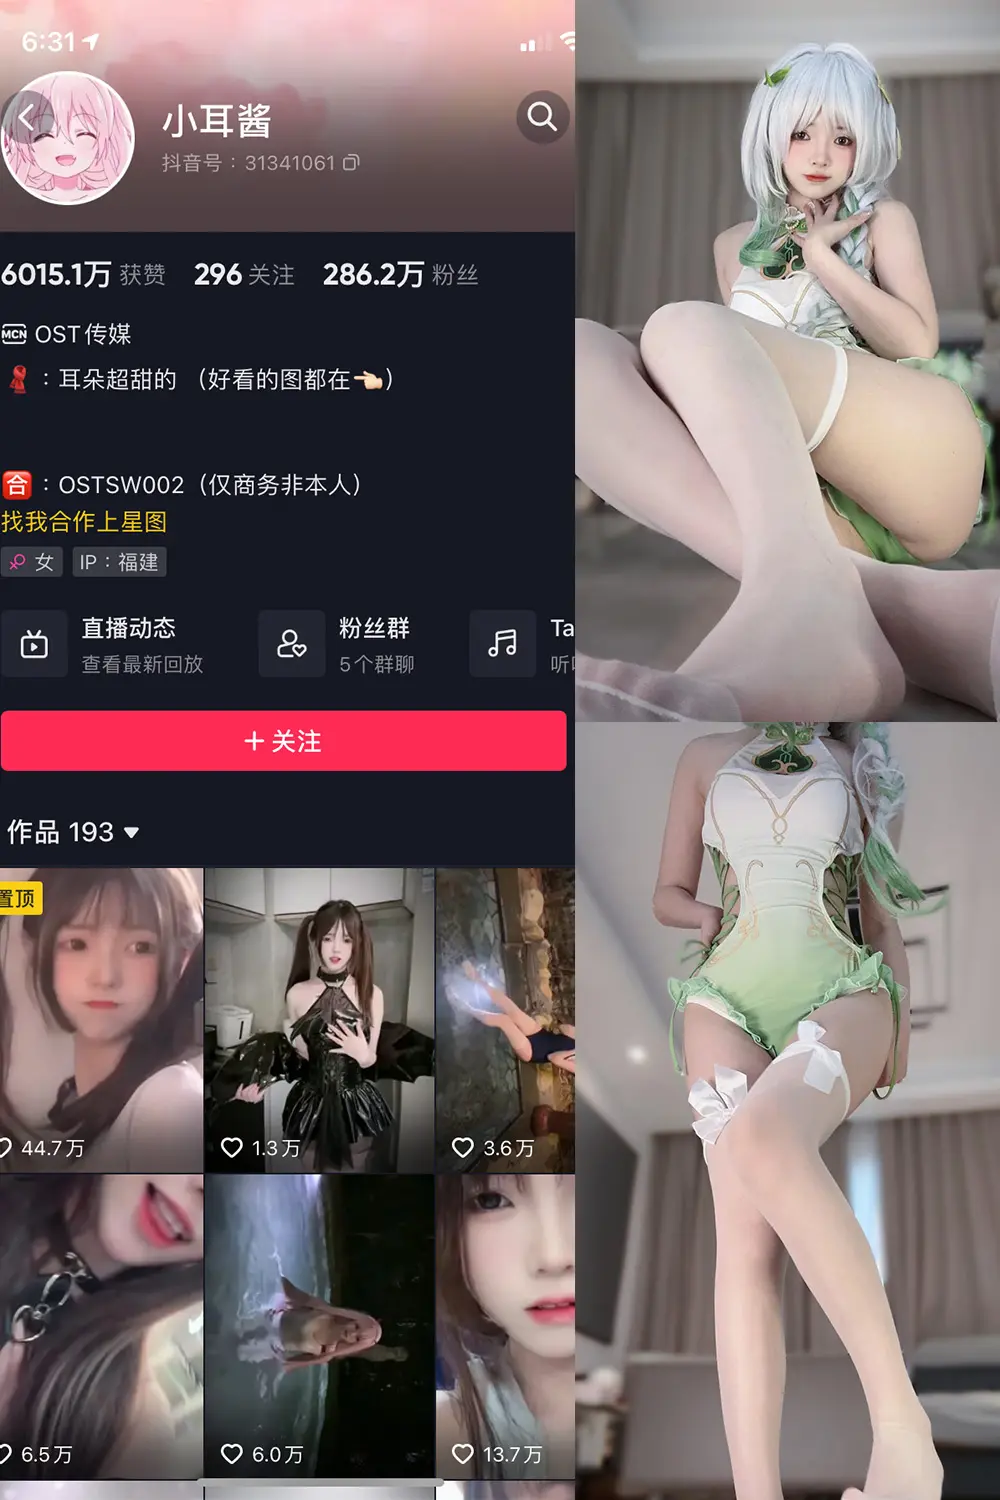 6:31
小耳酱
抖音号：31341061
6015.1万 获赞 296 关注 286.2万 粉丝
MCN OST传媒
：耳朵超甜的 （好看的图都在👈🏻）
合：OSTSW002（仅商务非本人）
找我合作上星图
女 IP：福建
直播动态
查看最新回放
粉丝群
5个群聊
Ta
听
+ 关注
作品 193
置顶
44.7万
1.3万
3.6万
6.5万
6.0万
13.7万